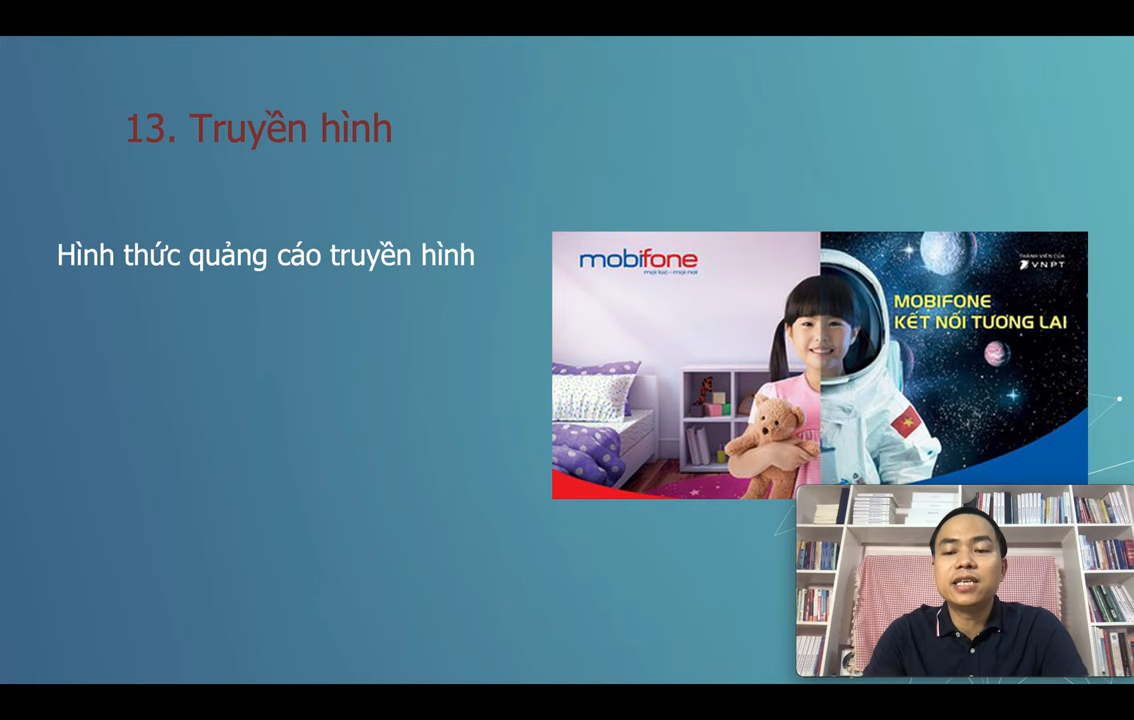 13. Truyền hình
Hình thức quảng cáo truyền hình
mobifone
mọi lúc - mọi nơi
THÀNH VIÊN CỦA
VNPT
MOBIFONE
KẾT NỐI TƯƠNG LAI